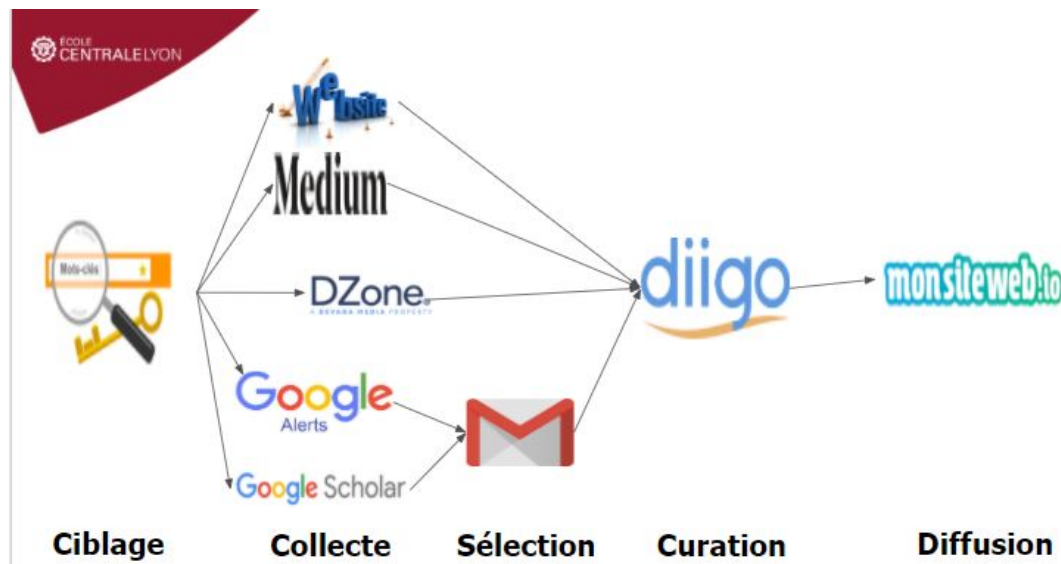 ÉCOLE
CENTRALELYON
Website
Medium
Mots-clés
DZone.
A DEVADA MEDIA PROPERTY
diigo
monsiteweb.io
Google
Alerts
Google Scholar
Ciblage
Collecte
Sélection
Curation
Diffusion